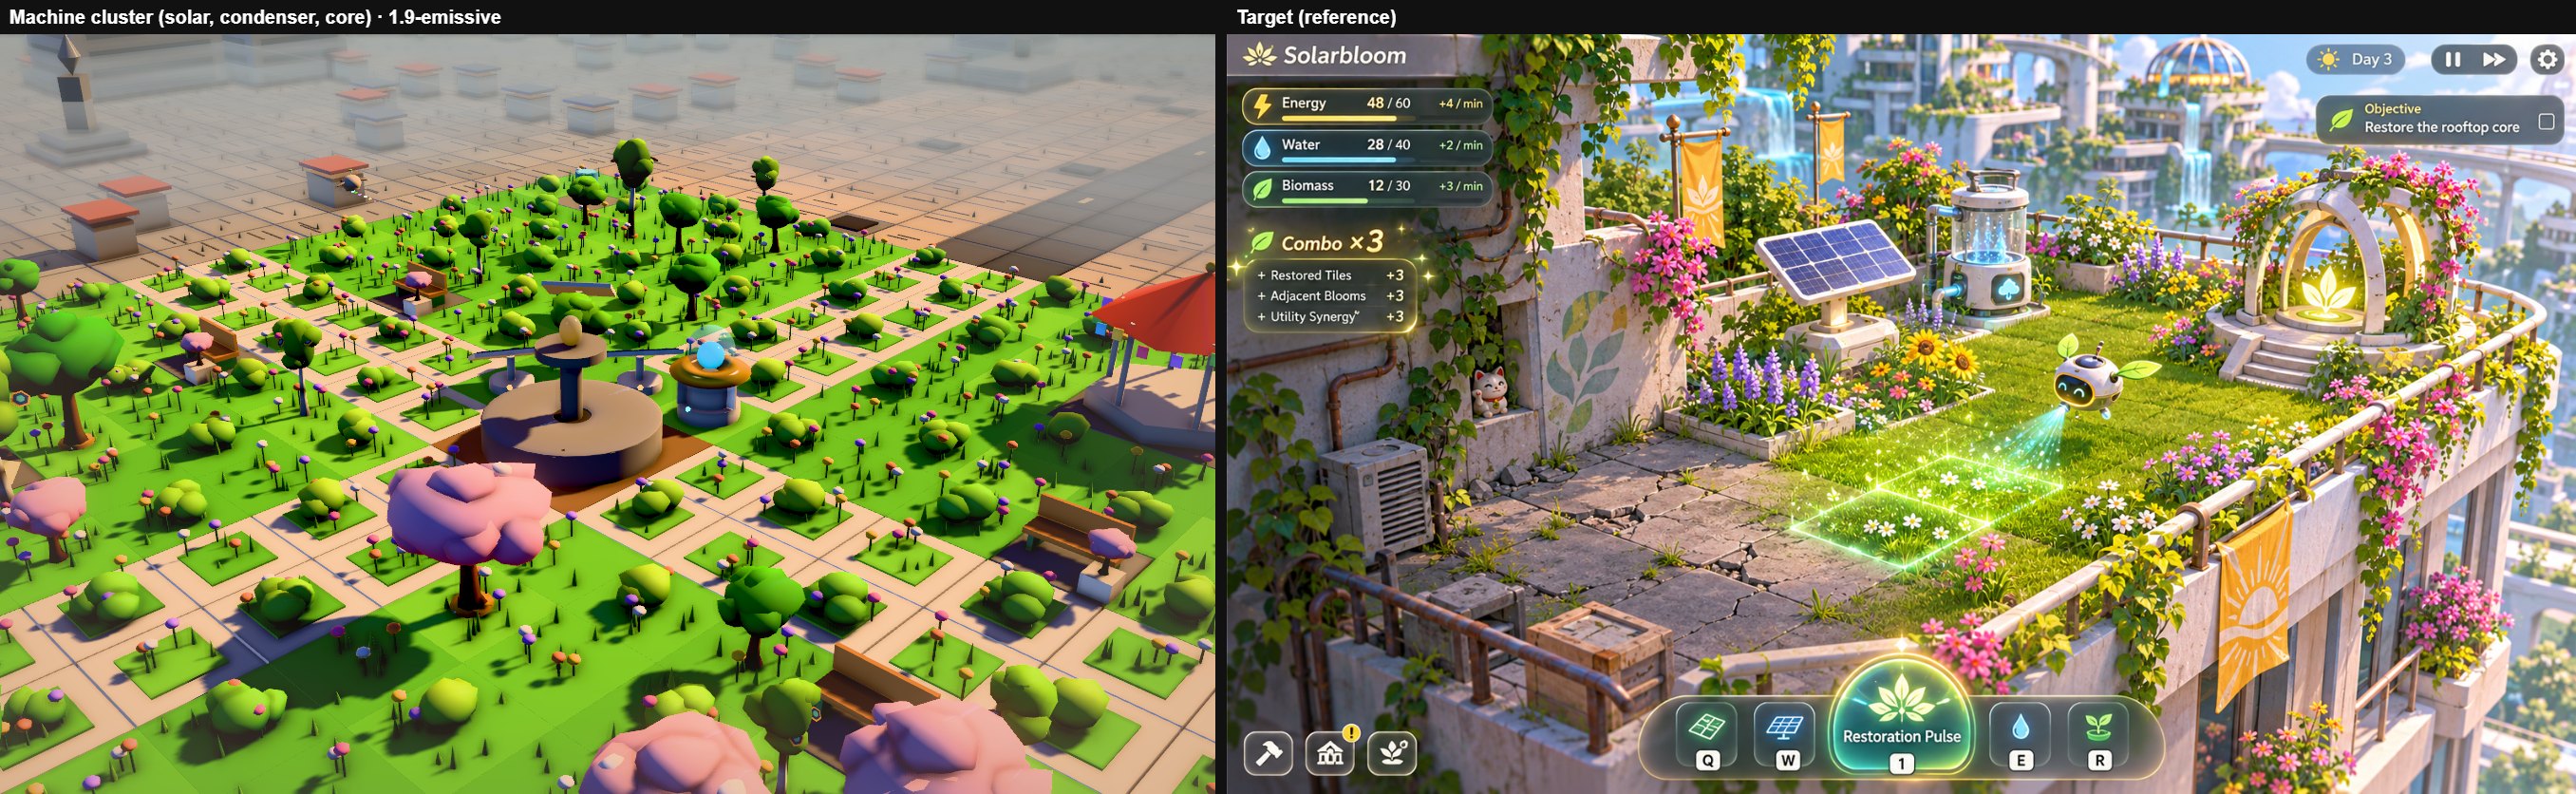 Machine cluster (solar, condenser, core) · 1.9-emissive
Target (reference)
Solarbloom
Day 3
Energy 48 / 60 +4 / min
Water 28 / 40 +2 / min
Biomass 12 / 30 +3 / min
Objective
Restore the rooftop core
Combo ×3
+ Restored Tiles +3
+ Adjacent Blooms +3
+ Utility Synergy +3
Restoration Pulse
Q
W
1
E
R